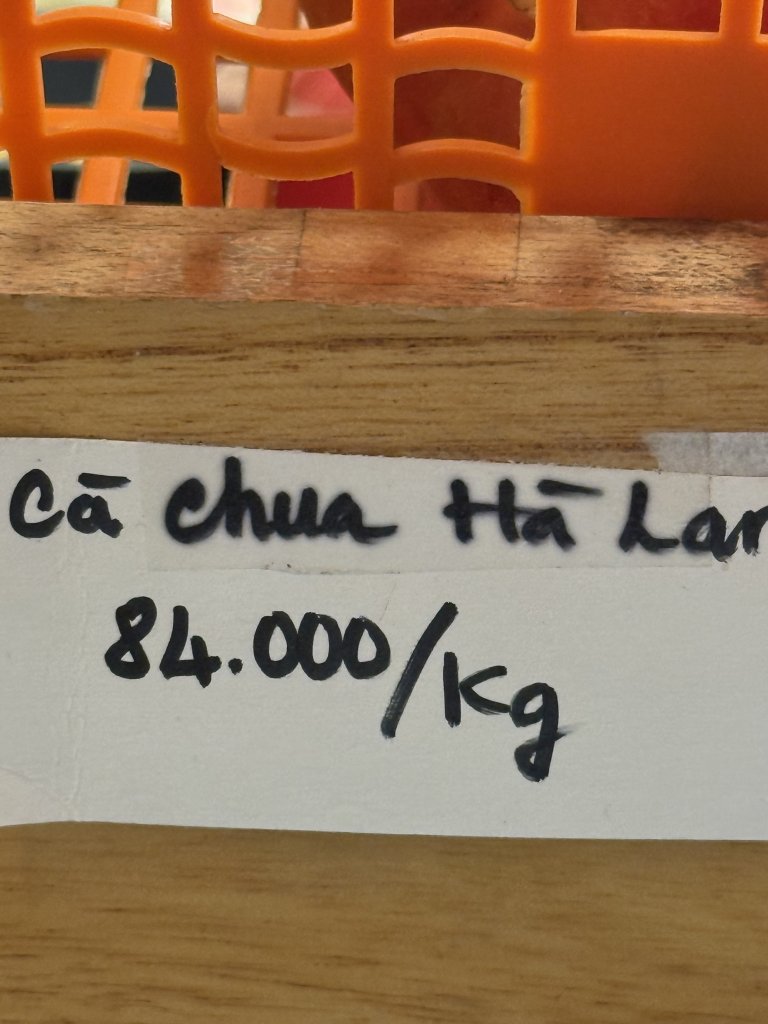 Cà chua Hà Lan
84.000/Kg